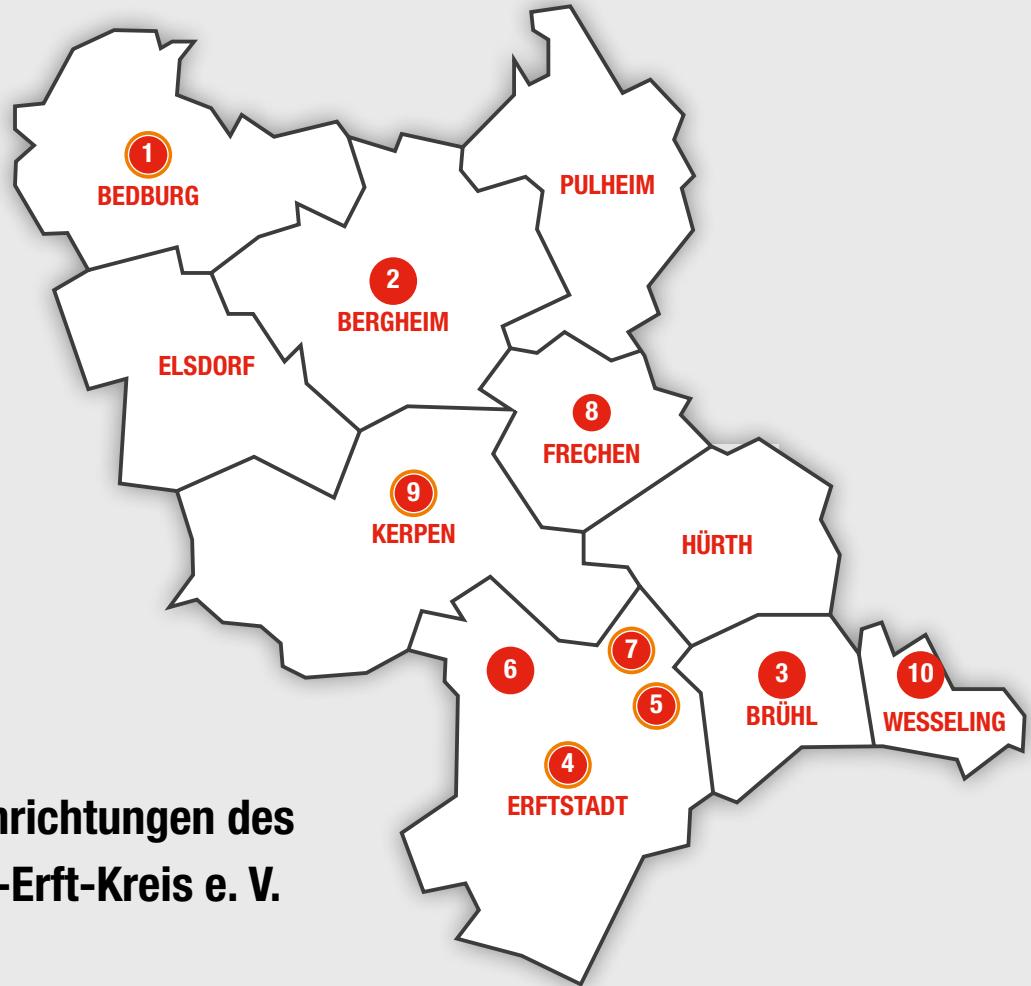 1
BEDBURG
PULHEIM
2
BERGHEIM
ELSDORF
8
FRECHEN
9
KERPEN
HÜRTH
7
6
3
10
5
BRÜHL
WESSELING
4
ERFTSTADT
nrichtungen des
-Erft-Kreis e. V.